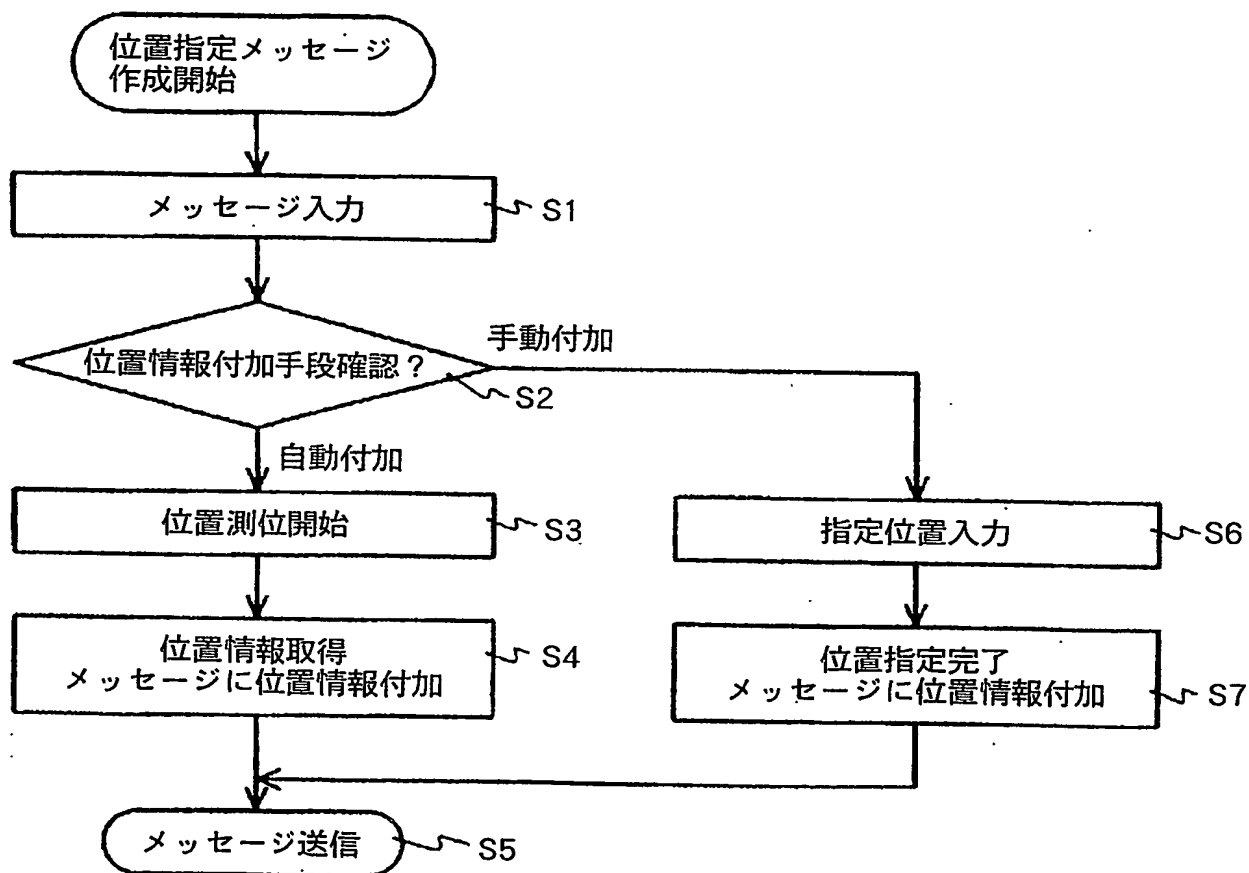 位置指定メッセージ
作成開始
メッセージ入力
S1
位置情報付加手段確認？
手動付加
S2
自動付加
位置測位開始
S3
指定位置入力
S6
位置情報取得
メッセージに位置情報付加
S4
位置指定完了
メッセージに位置情報付加
S7
メッセージ送信
S5